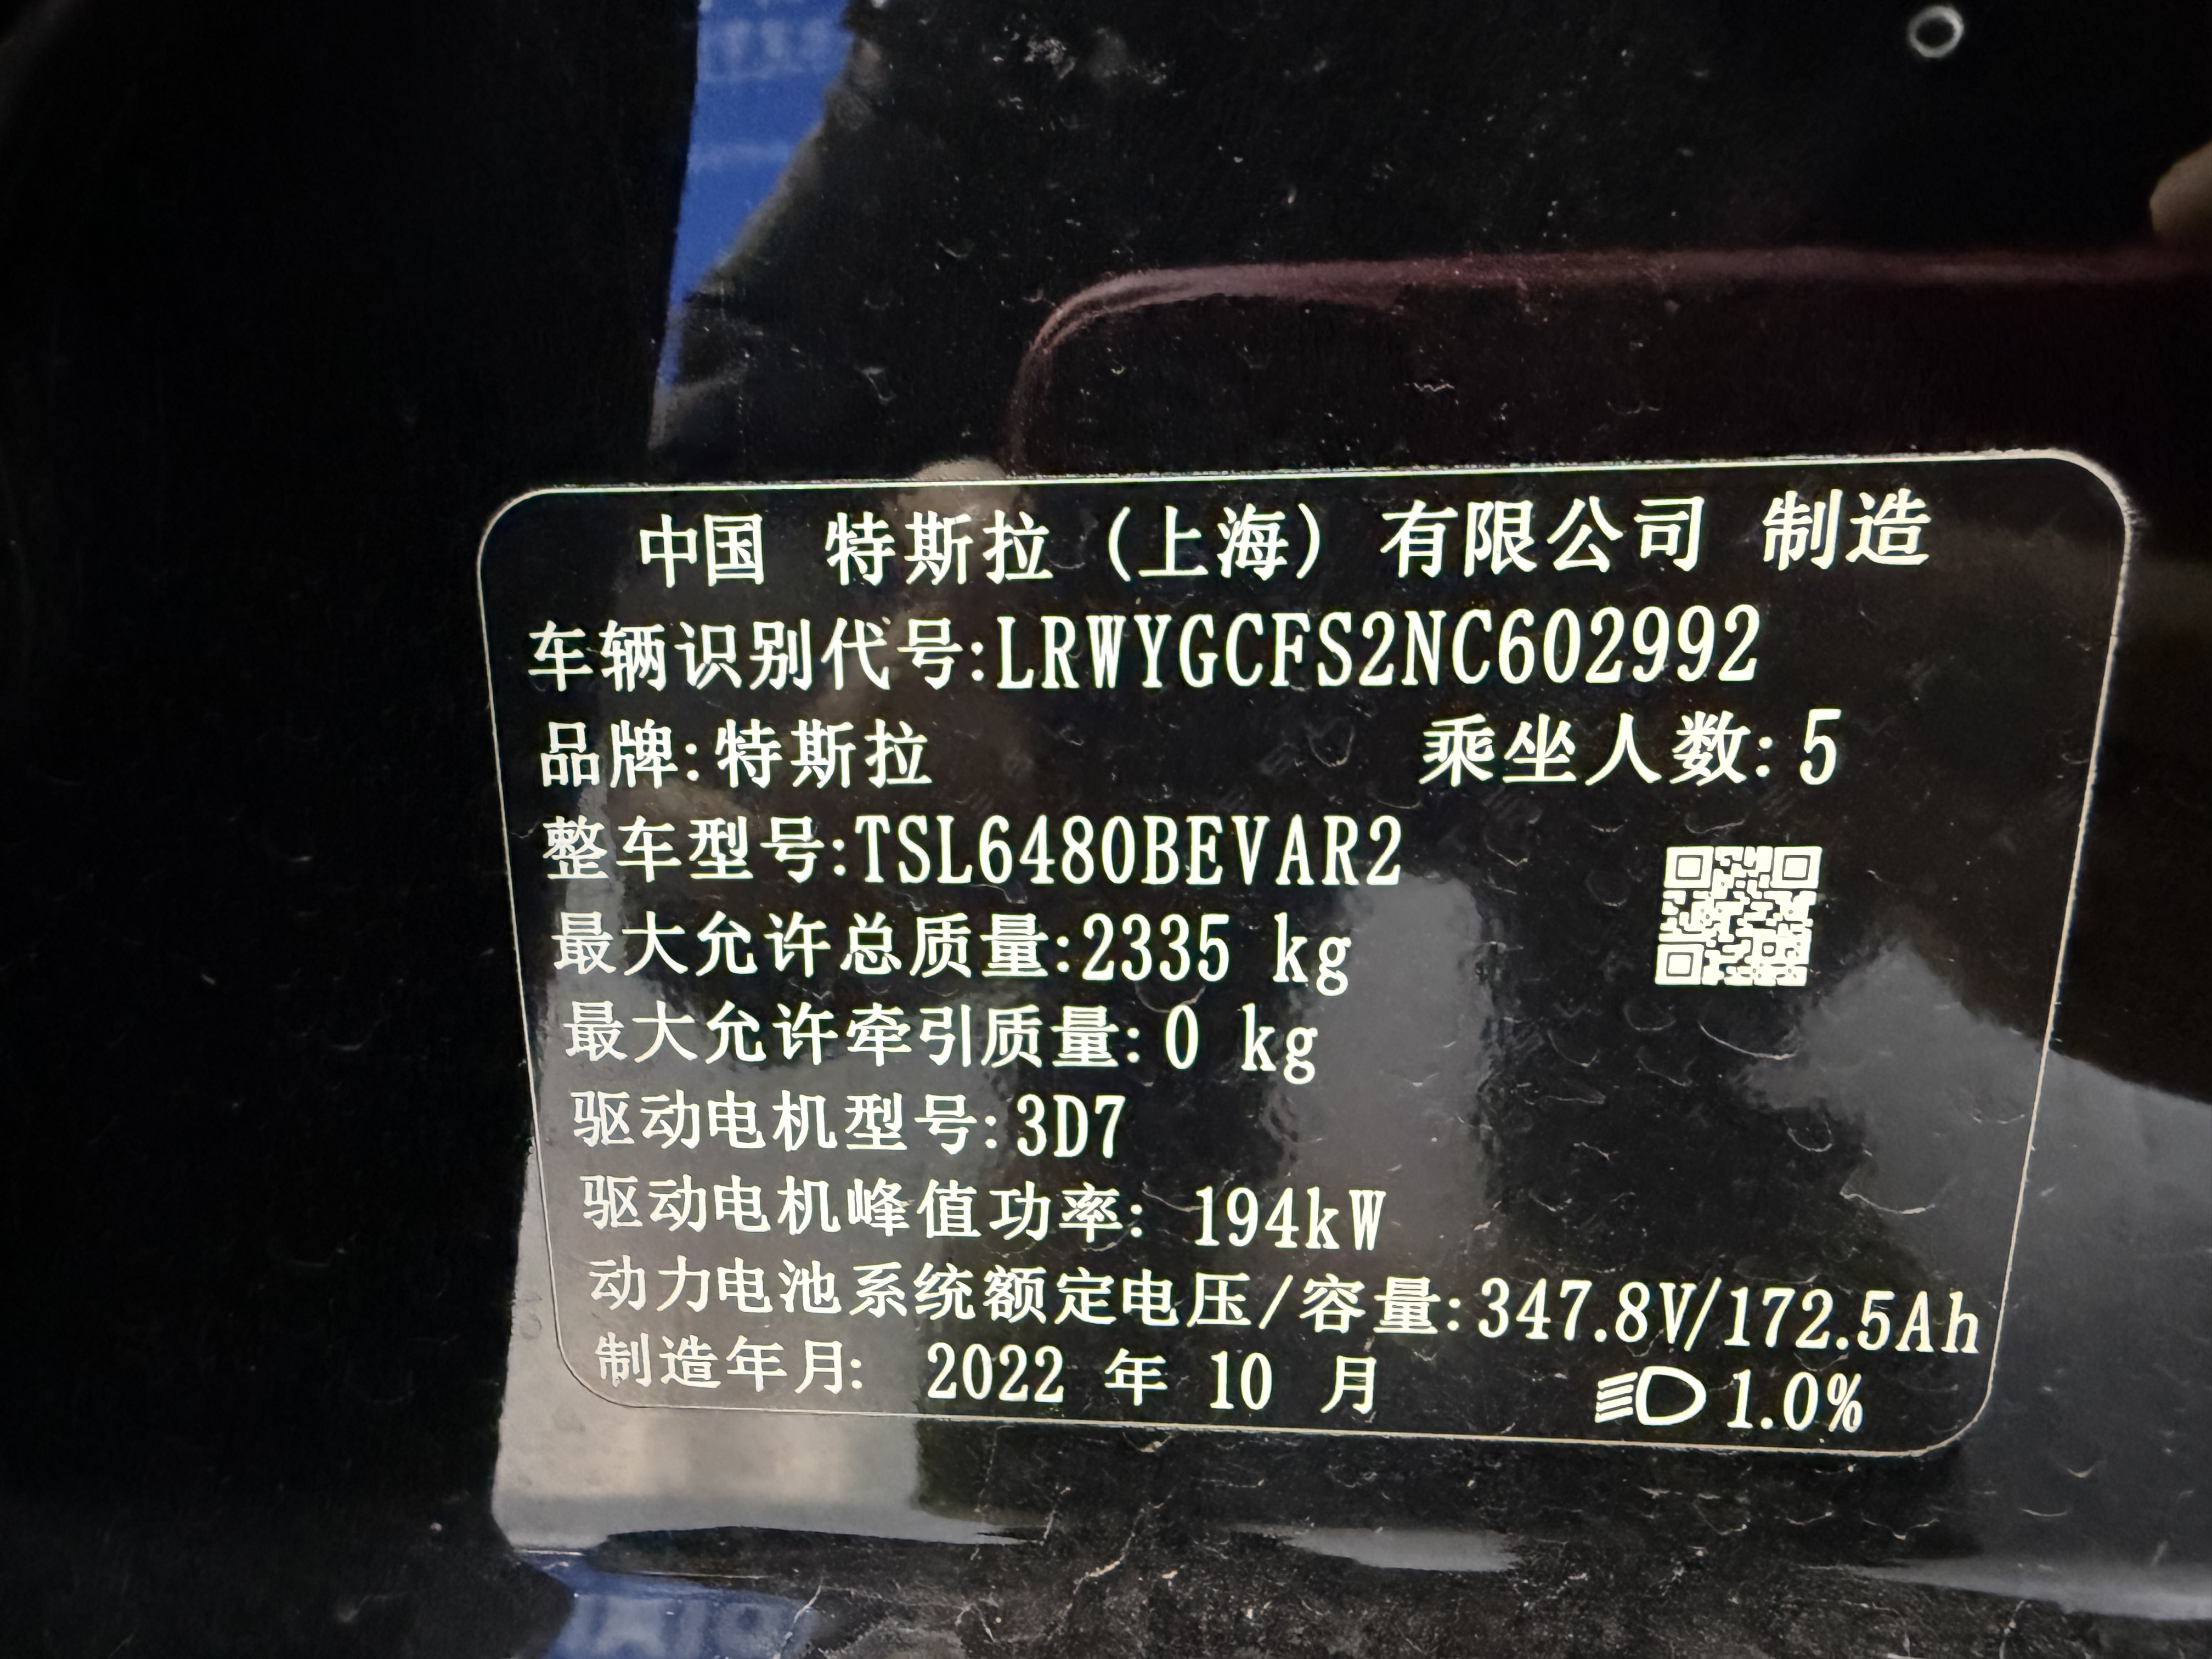 中国 特斯拉（上海）有限公司 制造
车辆识别代号:LRWYGCFS2NC602992
品牌:特斯拉 乘坐人数:5
整车型号:TSL6480BEVAR2
最大允许总质量:2335 kg
最大允许牵引质量:0 kg
驱动电机型号:3D7
驱动电机峰值功率: 194kW
动力电池系统额定电压/容量:347.8V/172.5Ah
制造年月: 2022 年 10 月 1.0%